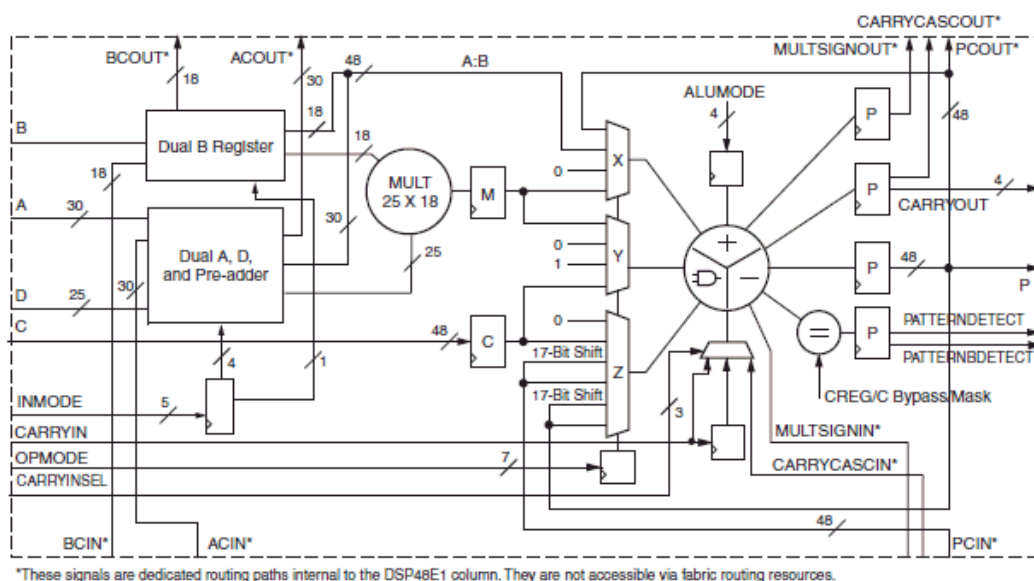 CARRYCASCOUT*
BCOUT* ACOUT* MULTSIGNOUT* PCOUT*
18 30 48 A:B
ALUMODE
4
18
P
48
B
Dual B Register
18
MULT
25 X 18
M
0
X
18
A
30
30
P
4
CARRYOUT
Dual A, D,
and Pre-adder
25
0
1
Y
+
−
P
48
P
D
25
30
C
48
C
0
17-Bit Shift
Z
17-Bit Shift
=
P
PATTERNDETECT
PATTERNBDETECT
4
1
3
CREG/C Bypass/Mask
INMODE
5
CARRYIN
MULTSIGNIN*
OPMODE
7
CARRYCASCIN*
CARRYINSEL
48
BCIN* ACIN* PCIN*
*These signals are dedicated routing paths internal to the DSP48E1 column. They are not accessible via fabric routing resources.